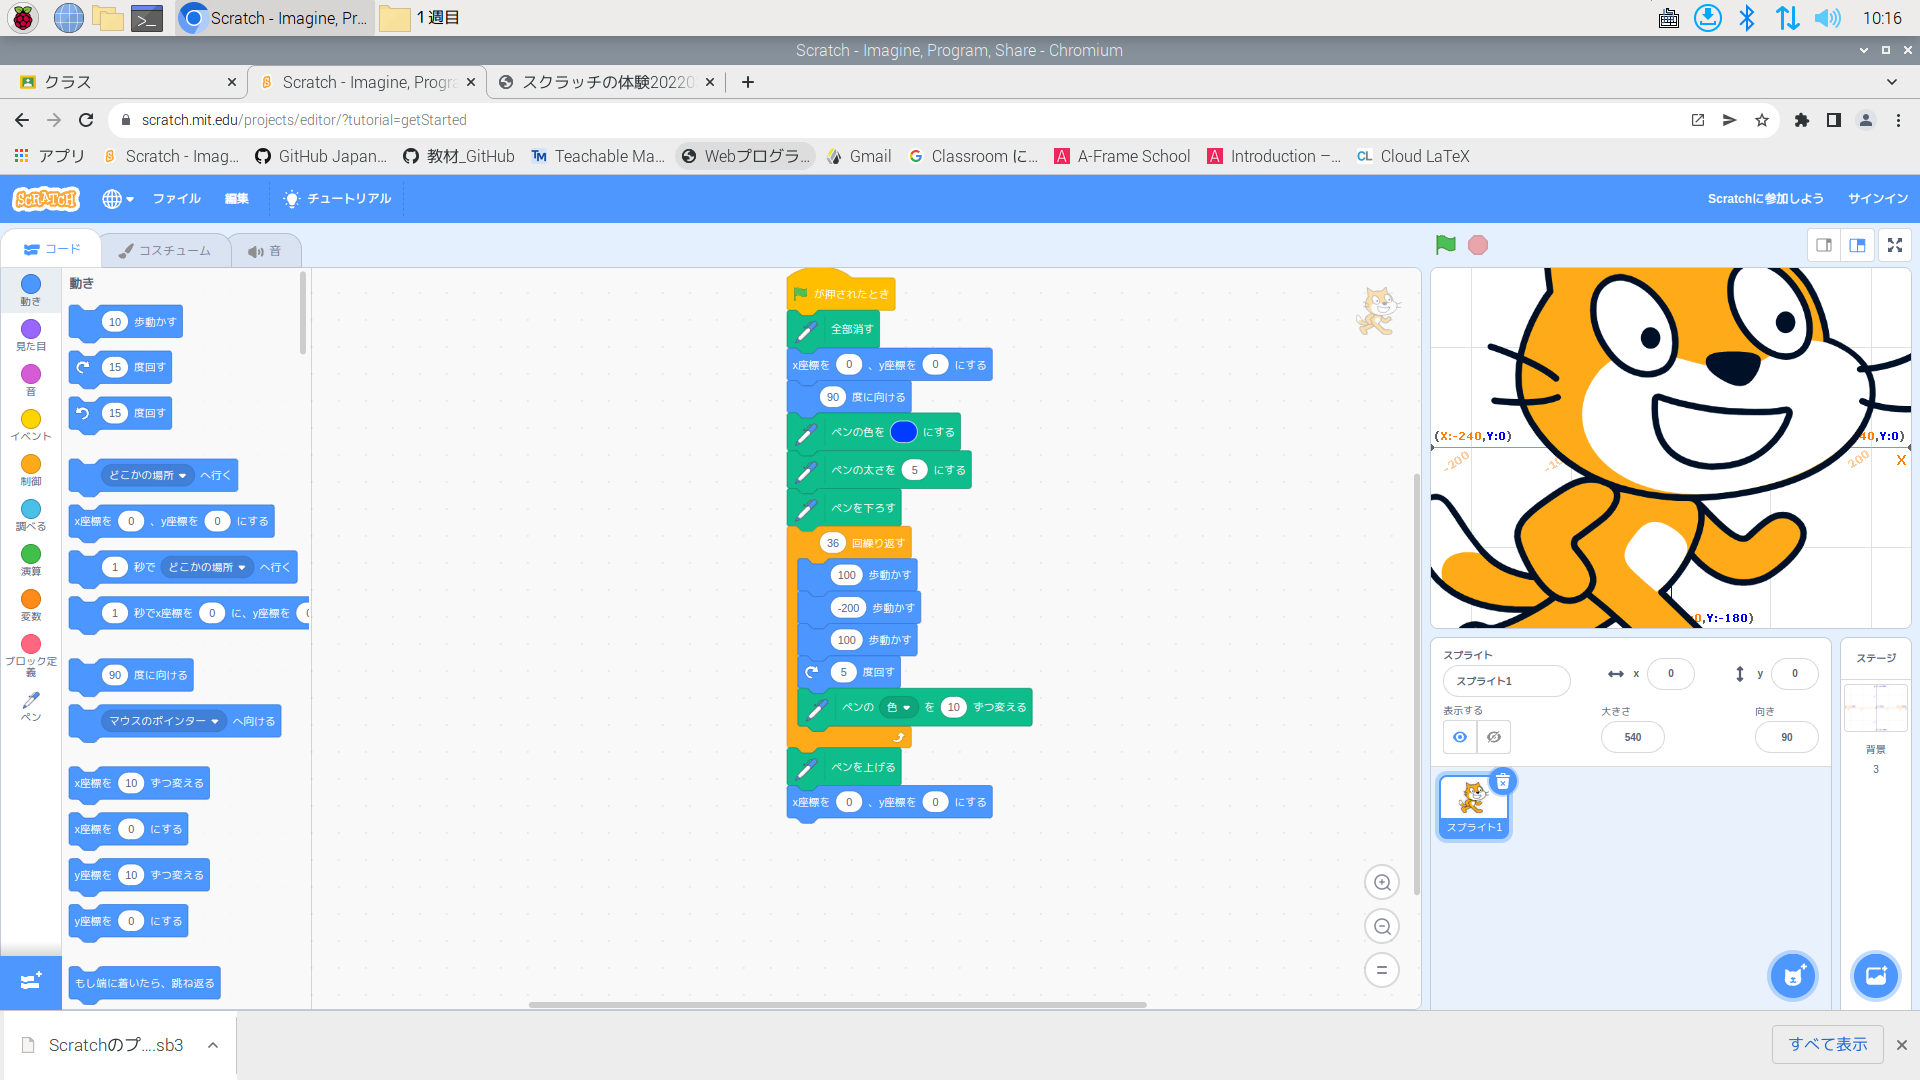 Scratch - Imagine, Pr...
１週目
10:16
Scratch - Imagine, Program, Share - Chromium
クラス
Scratch - Imagine, Progra
スクラッチの体験20220
scratch.mit.edu/projects/editor/?tutorial=getStarted
アプリ
Scratch - Imag...
GitHub Japan...
教材_GitHub
Teachable Ma...
Webプログラ...
Gmail
Classroom に...
A-Frame School
Introduction –...
Cloud LaTeX
SCRATCH
ファイル
編集
チュートリアル
Scratchに参加しよう
サインイン
コード
コスチューム
音
動き
見た目
音
イベント
制御
調べる
演算
変数
ブロック定義
ペン
動き
10 歩動かす
15 度回す
15 度回す
どこかの場所 へ行く
x座標を 0 、y座標を 0 にする
1 秒で どこかの場所 へ行く
1 秒でx座標を 0 に、y座標を
90 度に向ける
マウスのポインター へ向ける
x座標を 10 ずつ変える
x座標を 0 にする
y座標を 10 ずつ変える
y座標を 0 にする
もし端に着いたら、跳ね返る
が押されたとき
全部消す
x座標を 0 、y座標を 0 にする
90 度に向ける
ペンの色を にする
ペンの太さを 5 にする
ペンを下ろす
36 回繰り返す
100 歩動かす
-200 歩動かす
100 歩動かす
5 度回す
ペンの 色 を 10 ずつ変える
ペンを上げる
x座標を 0 、y座標を 0 にする
(X:-240,Y:0)
40,Y:0)
-200
200
X
0,Y:-180)
スプライト
スプライト1
x 0
y 0
表示する
大きさ
540
向き
90
スプライト1
ステージ
背景
3
Scratchのプ....sb3
すべて表示